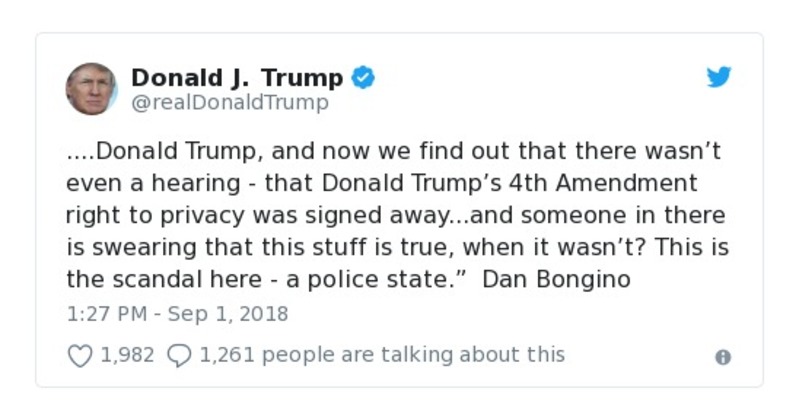 Donald J. Trump
@realDonaldTrump
....Donald Trump, and now we find out that there wasn’t
even a hearing - that Donald Trump’s 4th Amendment
right to privacy was signed away...and someone in there
is swearing that this stuff is true, when it wasn’t? This is
the scandal here - a police state.”  Dan Bongino
1:27 PM - Sep 1, 2018
1,982 1,261 people are talking about this